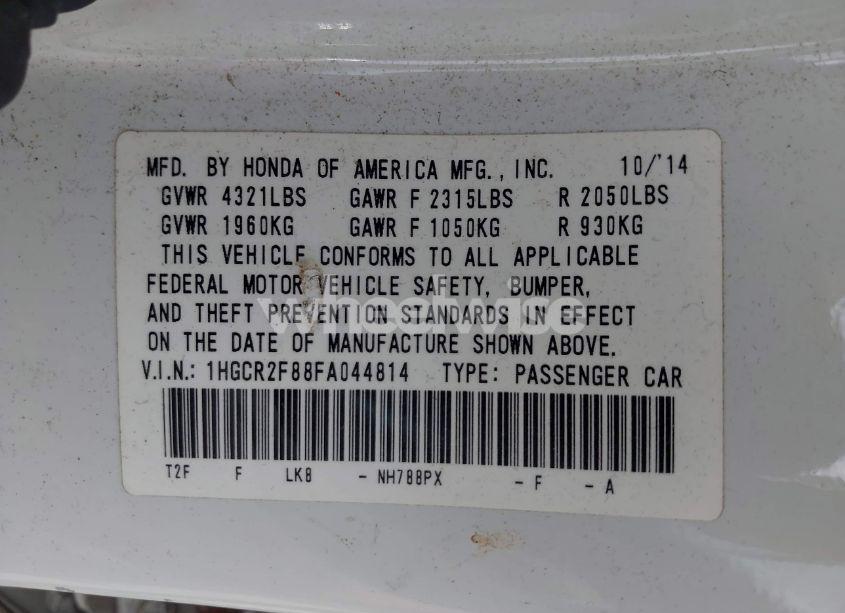 MFD. BY HONDA OF AMERICA MFG., INC. 10/'14
GVWR 4321LBS GAWR F 2315LBS R 2050LBS
GVWR 1960KG GAWR F 1050KG R 930KG
THIS VEHICLE CONFORMS TO ALL APPLICABLE
FEDERAL MOTOR VEHICLE SAFETY, BUMPER,
AND THEFT PREVENTION STANDARDS IN EFFECT
wheelwise
ON THE DATE OF MANUFACTURE SHOWN ABOVE.
V.I.N.: 1HGCR2F88FA044814 TYPE: PASSENGER CAR
T2F F LK8 - NH788PX - F - A